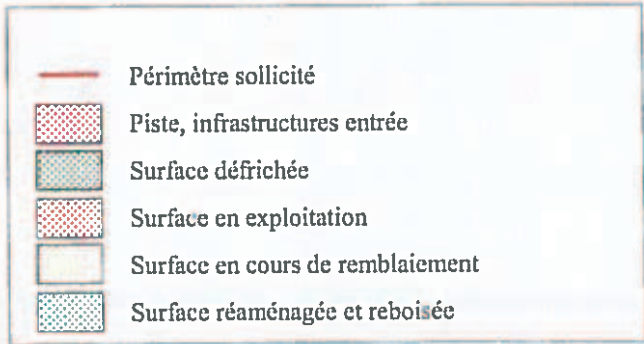 Périmètre sollicité
Piste, infrastructures entrée
Surface défrichée
Surface en exploitation
Surface en cours de remblaiement
Surface réaménagée et reboisée